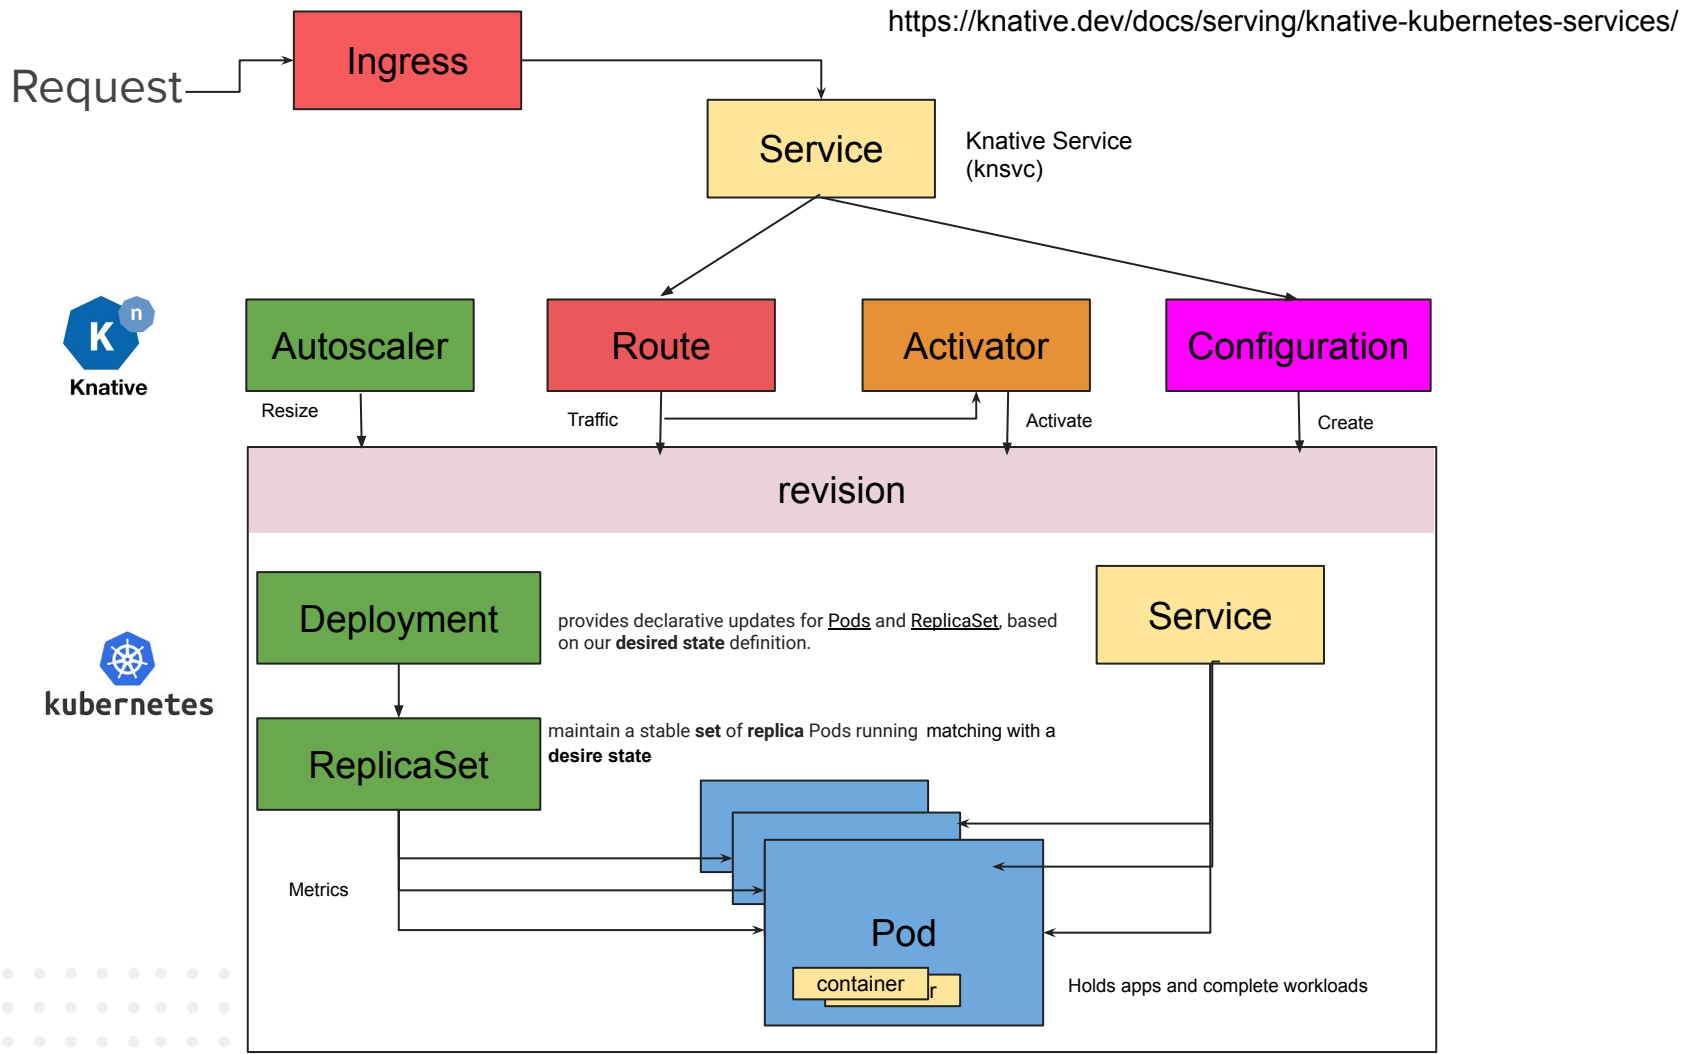 https://knative.dev/docs/serving/knative-kubernetes-services/
Request
Ingress
Service
Knative Service
(knsvc)
K
n
Knative
Autoscaler
Route
Activator
Configuration
Resize
Traffic
Activate
Create
revision
Deployment
provides declarative updates for Pods and ReplicaSet, based
on our desired state definition.
Service
kubernetes
ReplicaSet
maintain a stable set of replica Pods running matching with a
desire state
Metrics
Pod
container
r
Holds apps and complete workloads